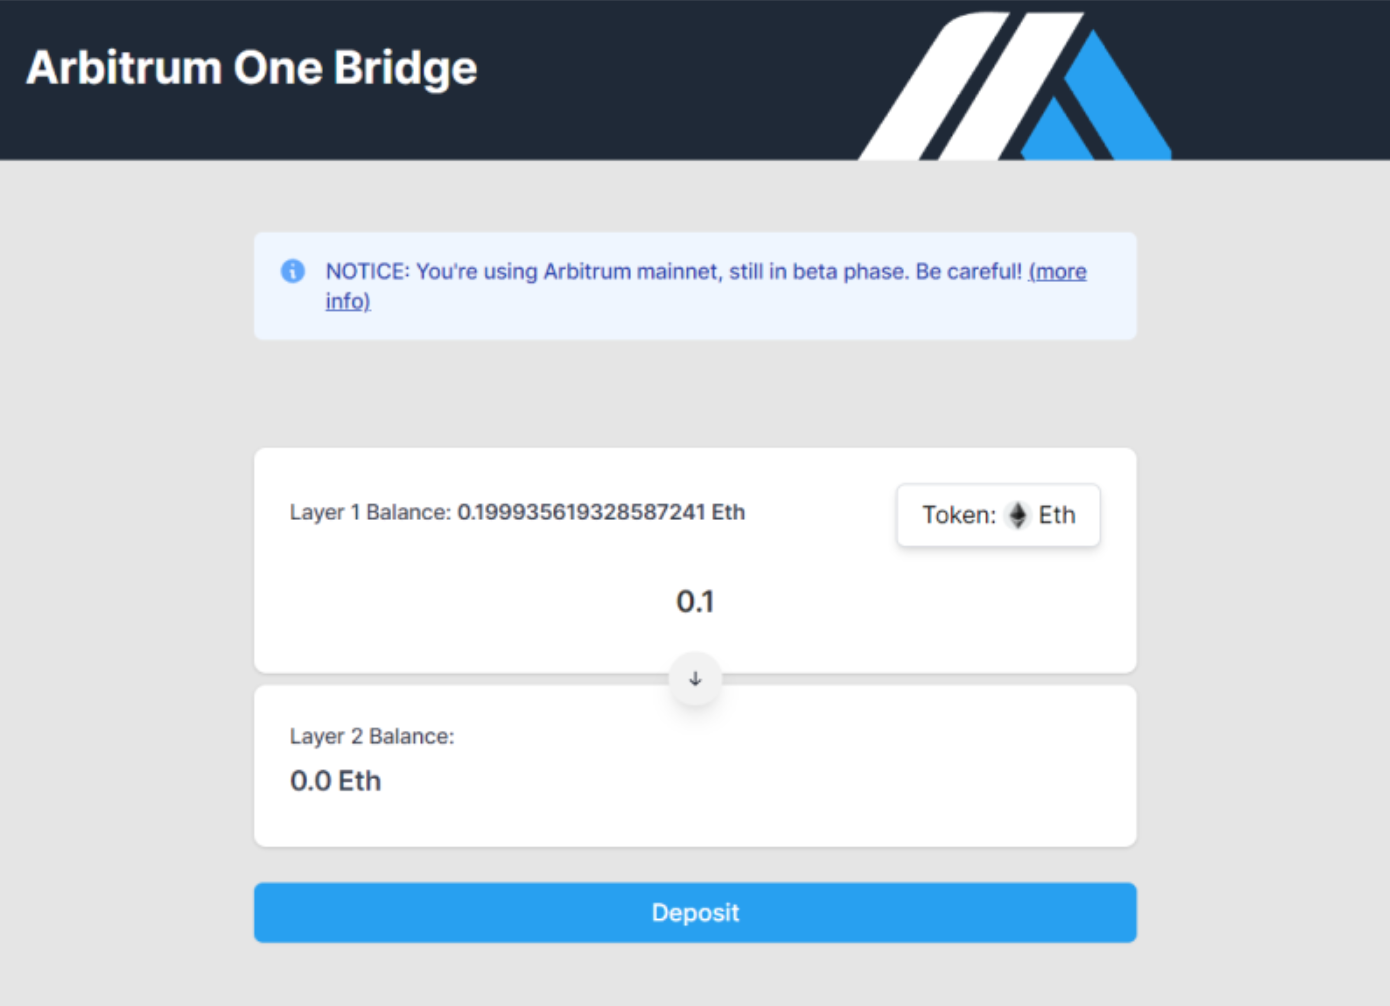 Arbitrum One Bridge
NOTICE: You're using Arbitrum mainnet, still in beta phase. Be careful! (more
info)
Layer 1 Balance: 0.199935619328587241 Eth
Token: Eth
0.1
Layer 2 Balance:
0.0 Eth
Deposit